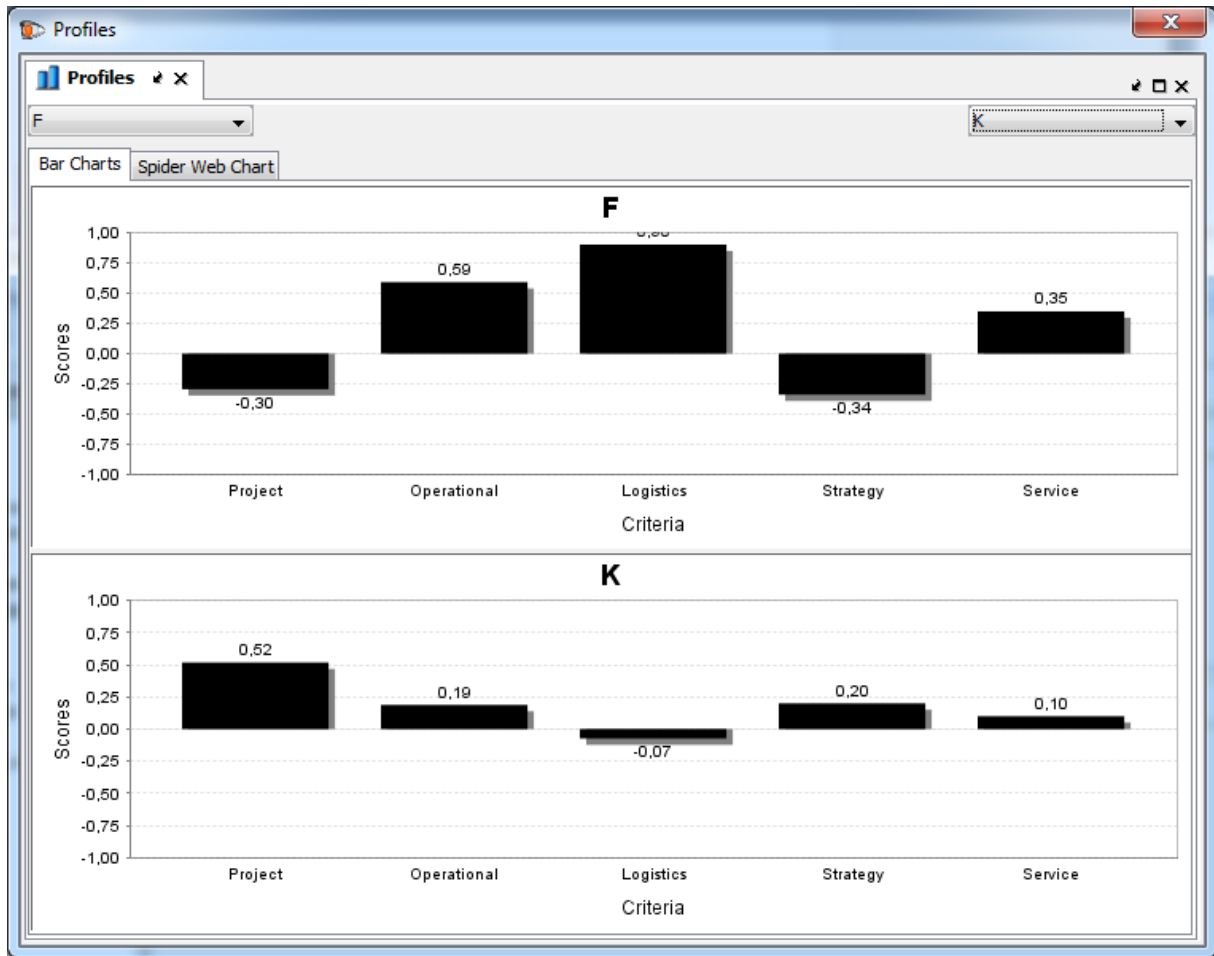 Profiles
Profiles
F
K
Bar Charts
Spider Web Chart
F
1,00
0,75
0,50
0,25
0,00
-0,25
-0,50
-0,75
-1,00
Scores
-0,30
0,59
-0,34
0,35
Project
Operational
Logistics
Strategy
Service
Criteria
K
1,00
0,75
0,50
0,25
0,00
-0,25
-0,50
-0,75
-1,00
Scores
0,52
0,19
-0,07
0,20
0,10
Project
Operational
Logistics
Strategy
Service
Criteria